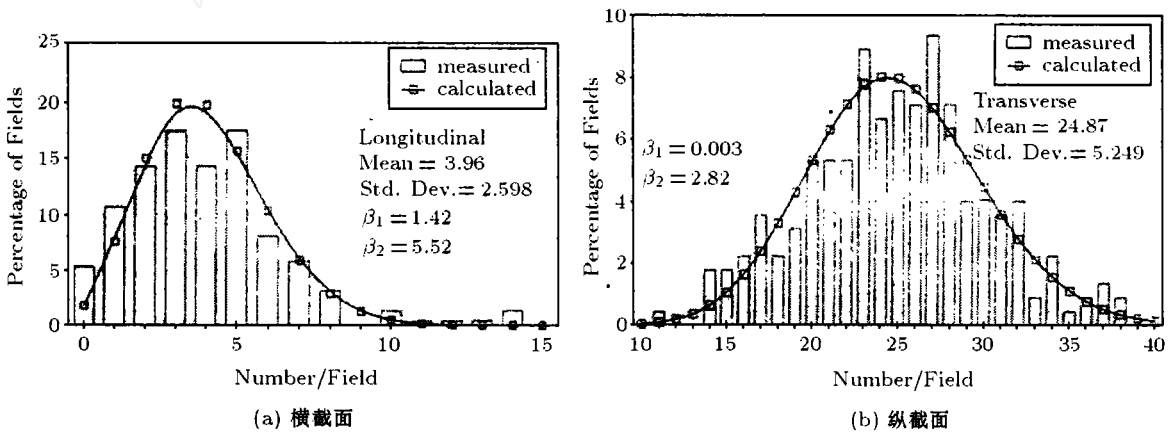 25
20
15
10
5
0
Percentage of Fields
measured
calculated
Longitudinal
Mean = 3.96
Std. Dev.= 2.598
β₁ = 1.42
β₂ = 5.52
0 5 10 15
Number/Field
(a) 横截面
10
8
6
4
2
0
Percentage of Fields
measured
calculated
Transverse
Mean = 24.87
Std. Dev.= 5.249
β₁ = 0.003
β₂ = 2.82
10 15 20 25 30 35 40
Number/Field
(b) 纵截面